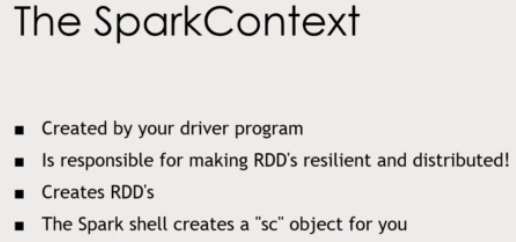 The SparkContext
■ Created by your driver program
■ Is responsible for making RDD's resilient and distributed!
■ Creates RDD's
■ The Spark shell creates a "sc" object for you